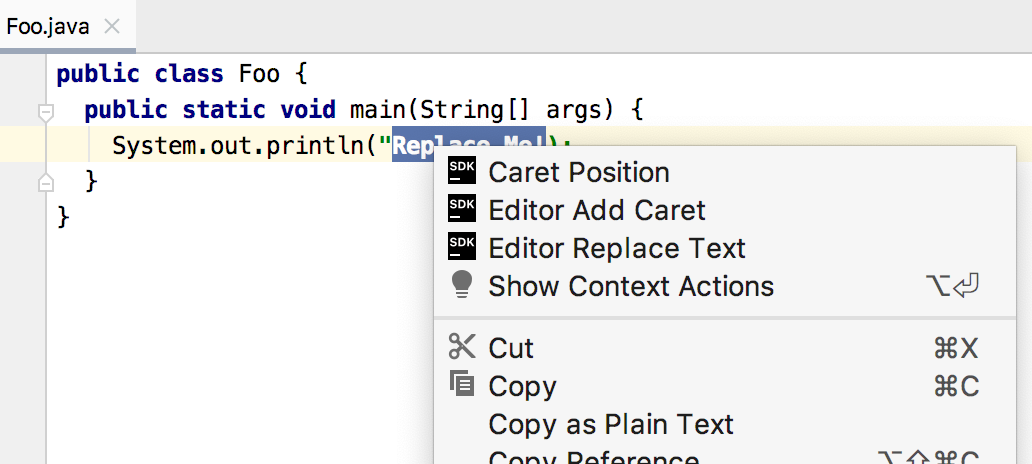 Foo.java
public class Foo {
public static void main(String[] args) {
System.out.println("Replace Me!");
}
}
SDK Caret Position
SDK Editor Add Caret
SDK Editor Replace Text
Show Context Actions ⌥⏎
Cut ⌘X
Copy ⌘C
Copy as Plain Text
Copy Reference ⌥⇧⌘C